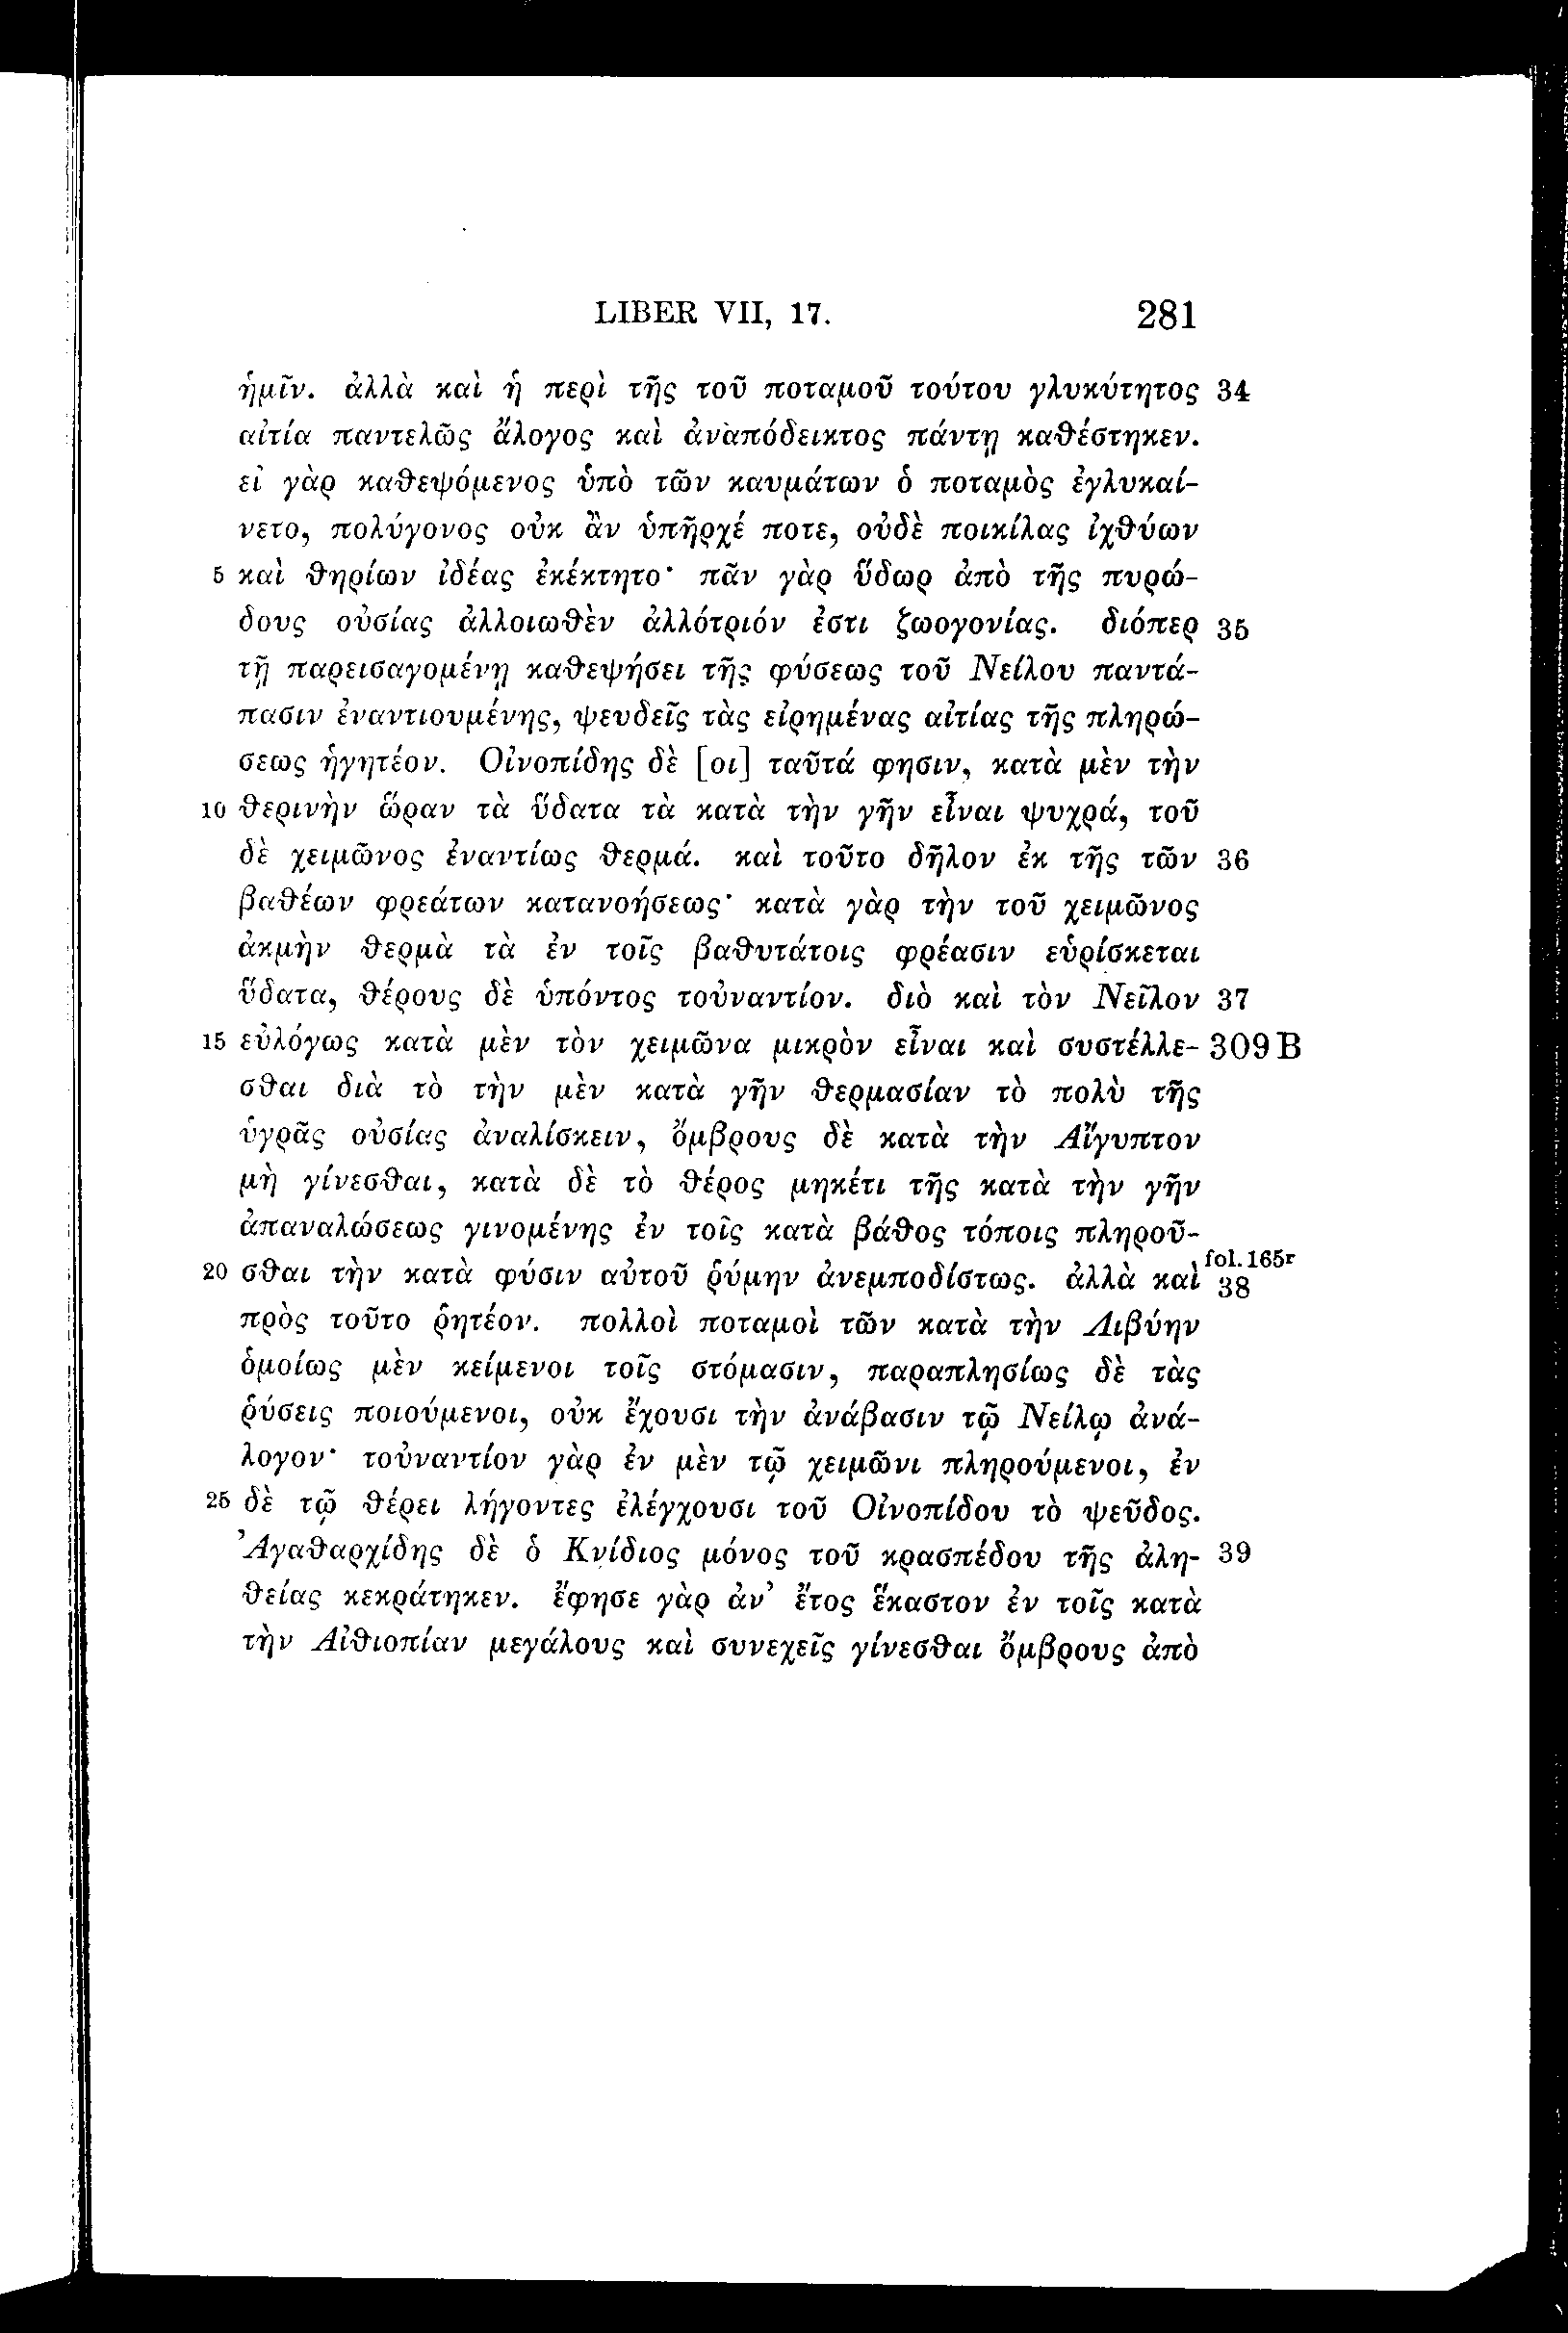 LIBER VII, 17. 281
ἡμῖν. ἀλλὰ καὶ ἡ περὶ τῆς τοῦ ποταμοῦ τούτου γλυκύτητος 34
αἰτία παντελῶς ἄλογος καὶ ἀναπόδεικτος πάντῃ καθέστηκεν.
εἰ γὰρ καθεψόμενος ὑπὸ τῶν καυμάτων ὁ ποταμὸς ἐγλυκαί-
νετο, πολύγονος οὐκ ἂν ὑπῆρχέ ποτε, οὐδὲ ποικίλας ἰχθύων
5 καὶ θηρίων ἰδέας ἐκέκτητο· πᾶν γὰρ ὕδωρ ἀπὸ τῆς πυρώ-
δους οὐσίας ἀλλοιωθὲν ἀλλότριόν ἐστι ζωογονίας. διόπερ 35
τῇ παρεισαγομένῃ καθεψήσει τῆς φύσεως τοῦ Νείλου παντά-
πασιν ἐναντιουμένης, ψευδεῖς τὰς εἰρημένας αἰτίας τῆς πληρώ-
σεως ἡγητέον. Οἰνοπίδης δὲ [οι] ταῦτά φησιν, κατὰ μὲν τὴν
10 θερινὴν ὥραν τὰ ὕδατα τὰ κατὰ τὴν γῆν εἶναι ψυχρά, τοῦ
δὲ χειμῶνος ἐναντίως θερμά. καὶ τοῦτο δῆλον ἐκ τῆς τῶν 36
βαθέων φρεάτων κατανοήσεως· κατὰ γὰρ τὴν τοῦ χειμῶνος
ἀκμὴν θερμὰ τὰ ἐν τοῖς βαθυτάτοις φρέασιν εὑρίσκεται
ὕδατα, θέρους δὲ ὑπόντος τοὐναντίον. διὸ καὶ τὸν Νεῖλον 37
15 εὐλόγως κατὰ μὲν τὸν χειμῶνα μικρὸν εἶναι καὶ συστέλλε- 309 B
σθαι διὰ τὸ τὴν μὲν κατὰ γῆν θερμασίαν τὸ πολὺ τῆς
ὑγρᾶς οὐσίας ἀναλίσκειν, ὄμβρους δὲ κατὰ τὴν Αἴγυπτον
μὴ γίνεσθαι, κατὰ δὲ τὸ θέρος μηκέτι τῆς κατὰ τὴν γῆν
ἀπαναλώσεως γινομένης ἐν τοῖς κατὰ βάθος τόποις πληροῦ-
20 σθαι τὴν κατὰ φύσιν αὐτοῦ ῥύμην ἀνεμποδίστως. ἀλλὰ καὶ fol. 165r 38
πρὸς τοῦτο ῥητέον. πολλοὶ ποταμοὶ τῶν κατὰ τὴν Λιβύην
ὁμοίως μὲν κείμενοι τοῖς στόμασιν, παραπλησίως δὲ τὰς
ῥύσεις ποιούμενοι, οὐκ ἔχουσι τὴν ἀνάβασιν τῷ Νείλῳ ἀνά-
λογον· τοὐναντίον γὰρ ἐν μὲν τῷ χειμῶνι πληρούμενοι, ἐν
25 δὲ τῷ θέρει λήγοντες ἐλέγχουσι τοῦ Οἰνοπίδου τὸ ψεῦδος.
Ἀγαθαρχίδης δὲ ὁ Κνίδιος μόνος τοῦ κρασπέδου τῆς ἀλη- 39
θείας κεκράτηκεν. ἔφησε γὰρ ἀν’ ἔτος ἕκαστον ἐν τοῖς κατὰ
τὴν Αἰθιοπίαν μεγάλους καὶ συνεχεῖς γίνεσθαι ὄμβρους ἀπὸ